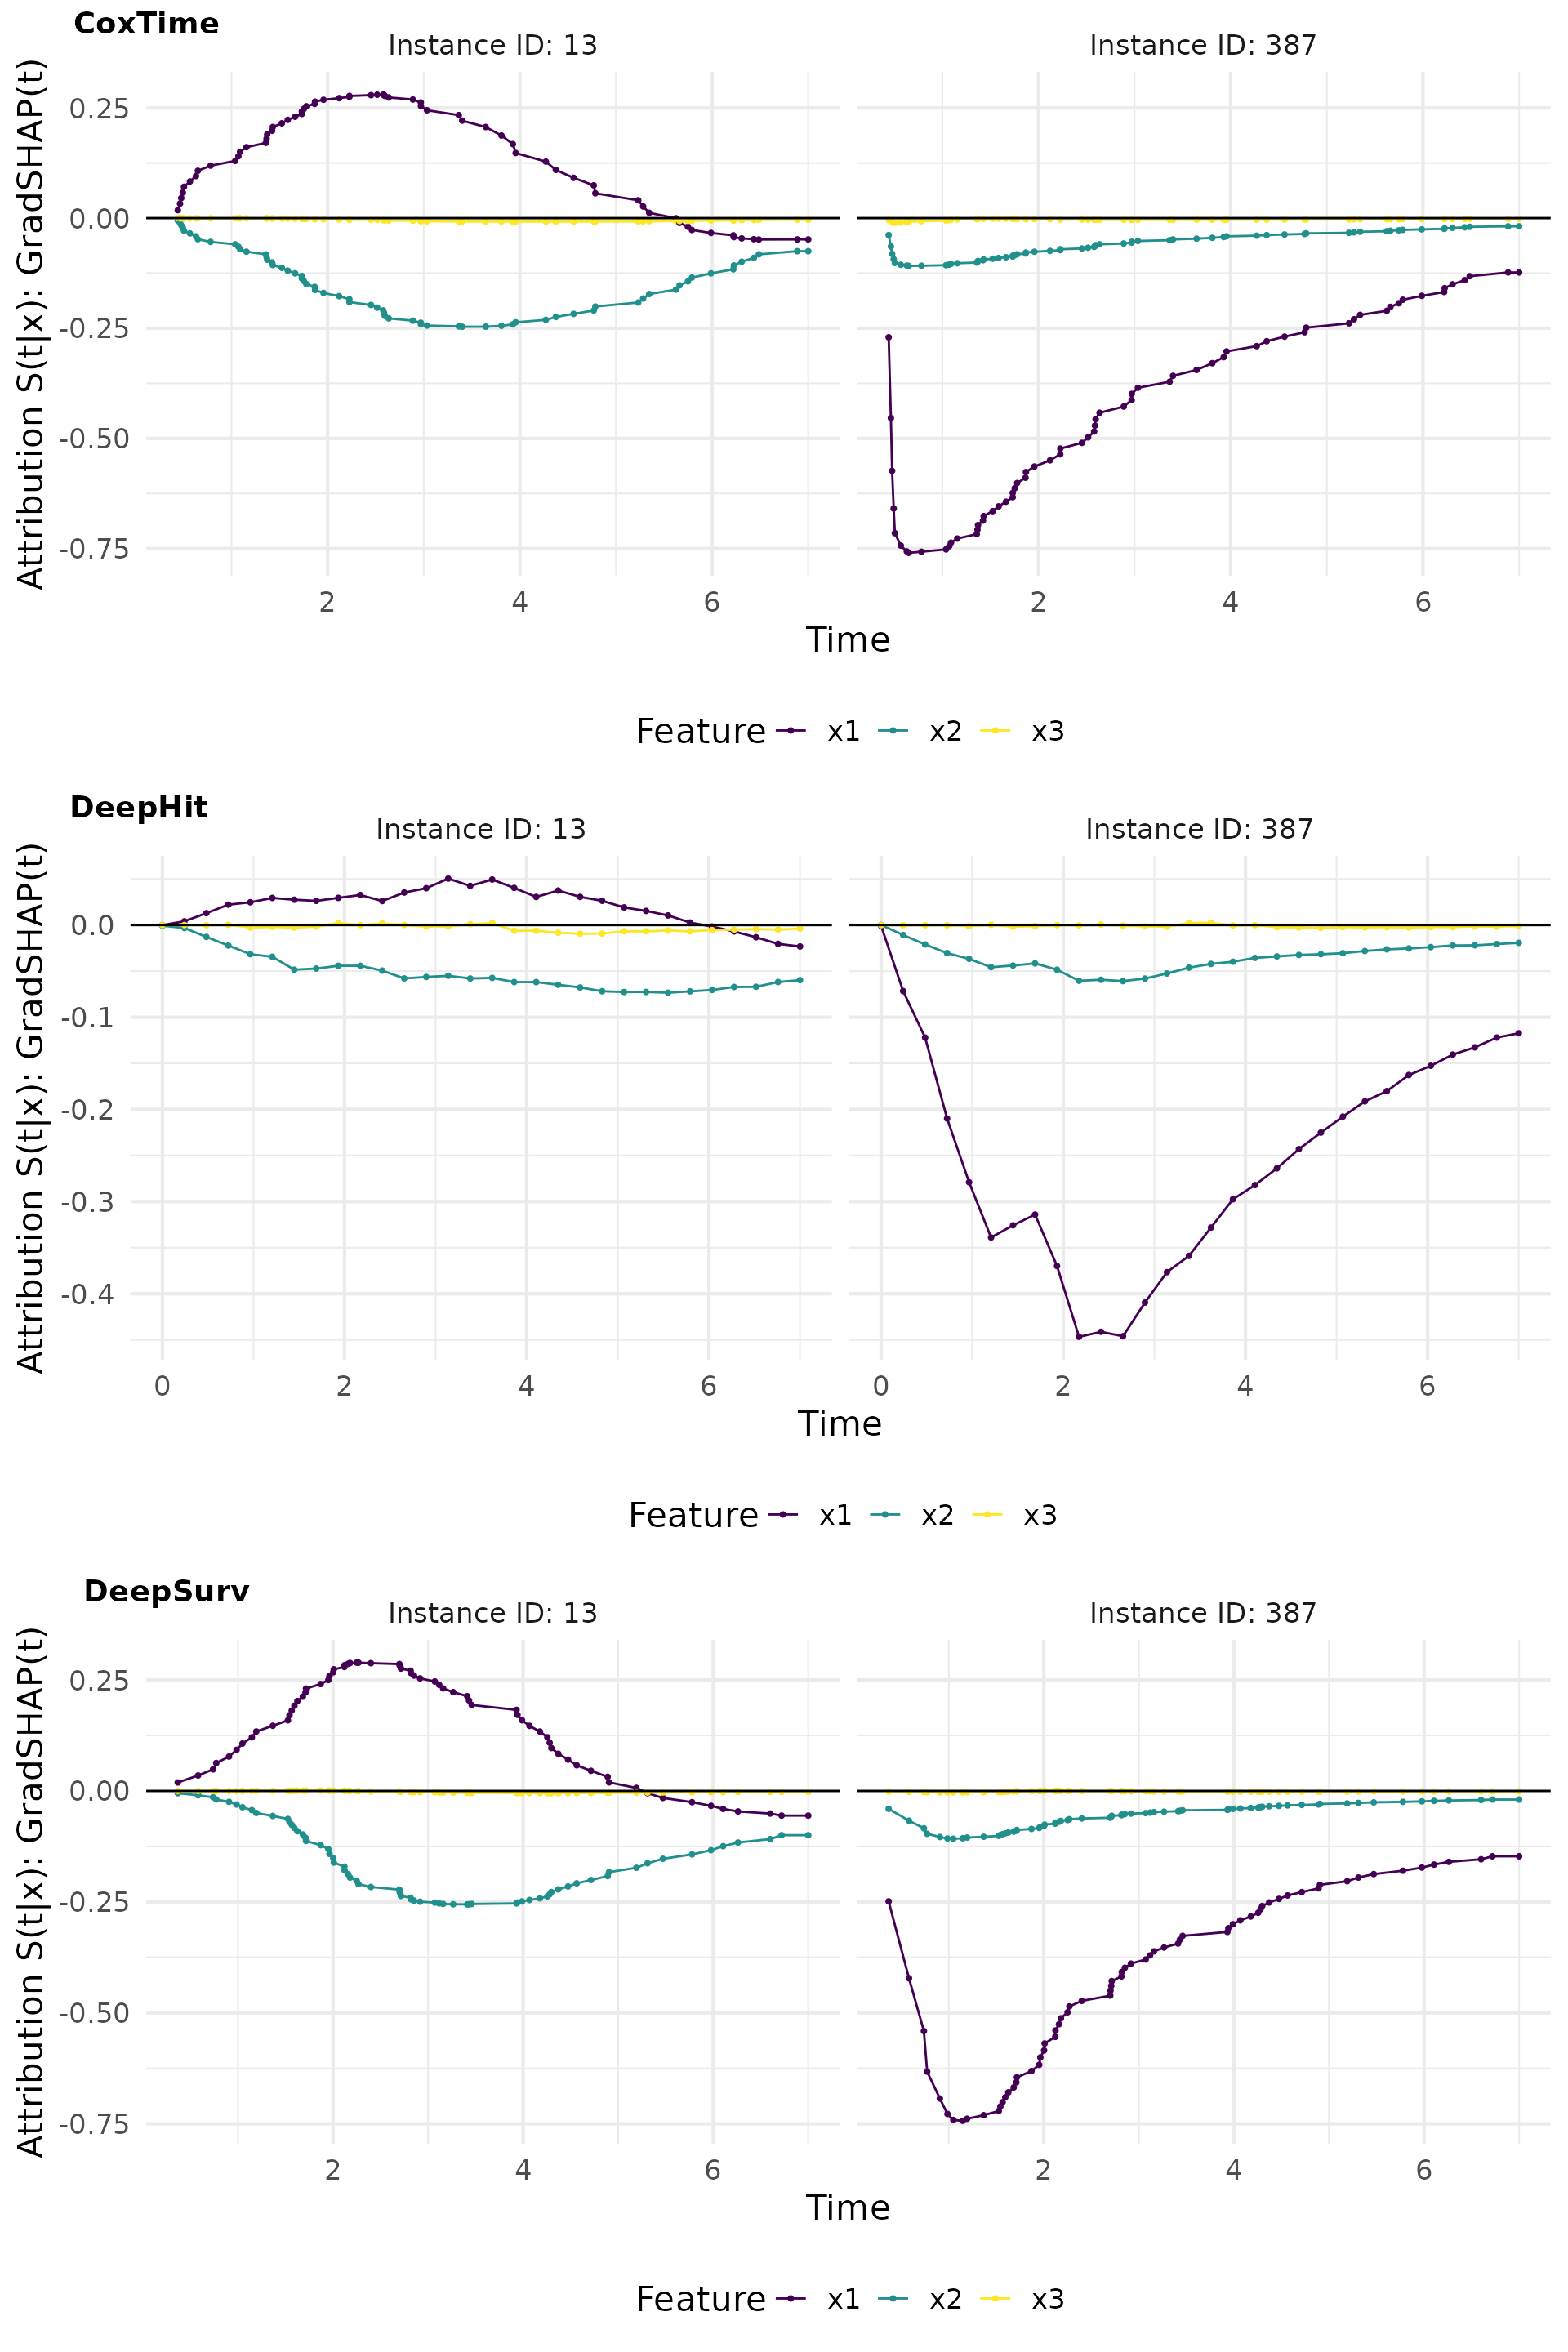 CoxTime
Instance ID: 13
Instance ID: 387
Attribution S(t|x): GradSHAP(t)
0.25
0.00
-0.25
-0.50
-0.75
2 4 6
2 4 6
Time
Feature x1 x2 x3
DeepHit
Instance ID: 13
Instance ID: 387
Attribution S(t|x): GradSHAP(t)
0.0
-0.1
-0.2
-0.3
-0.4
0 2 4 6
0 2 4 6
Time
Feature x1 x2 x3
DeepSurv
Instance ID: 13
Instance ID: 387
Attribution S(t|x): GradSHAP(t)
0.25
0.00
-0.25
-0.50
-0.75
2 4 6
2 4 6
Time
Feature x1 x2 x3